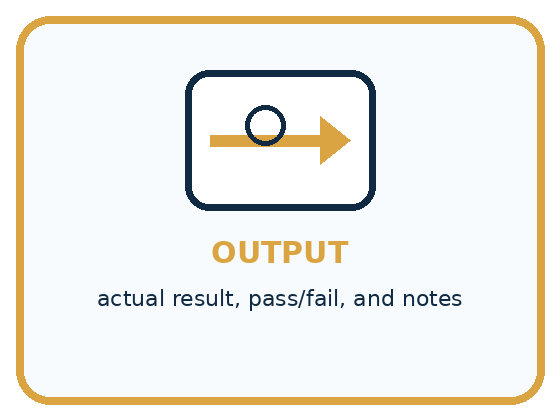 OUTPUT
actual result, pass/fail, and notes